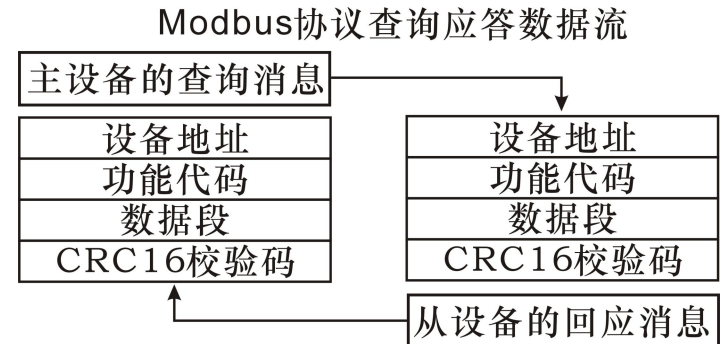 Modbus协议查询应答数据流
主设备的查询消息
设备地址
功能代码
数据段
CRC16校验码
设备地址
功能代码
数据段
CRC16校验码
从设备的回应消息